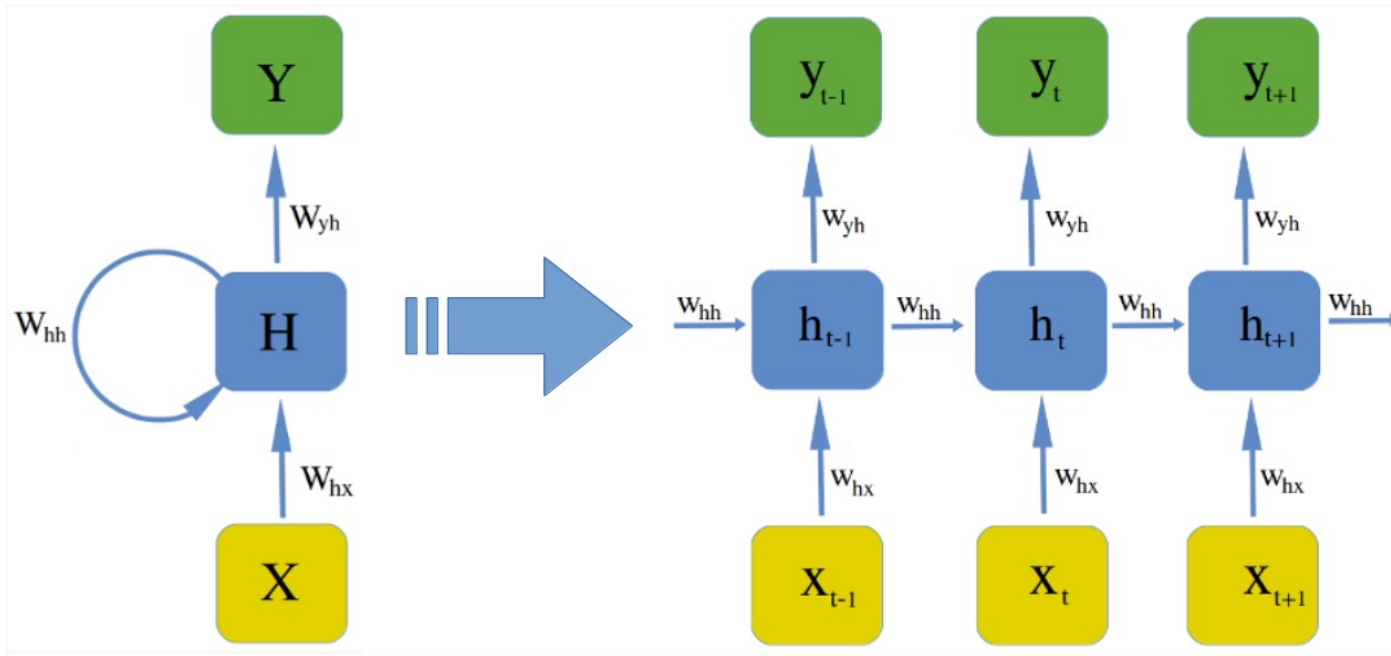 Y
W_yh
W_hh
H
W_hx
X
y_t-1
y_t
y_t+1
w_yh
w_yh
w_yh
w_hh
h_t-1
w_hh
h_t
w_hh
h_t+1
w_hh
w_hx
w_hx
w_hx
x_t-1
x_t
x_t+1